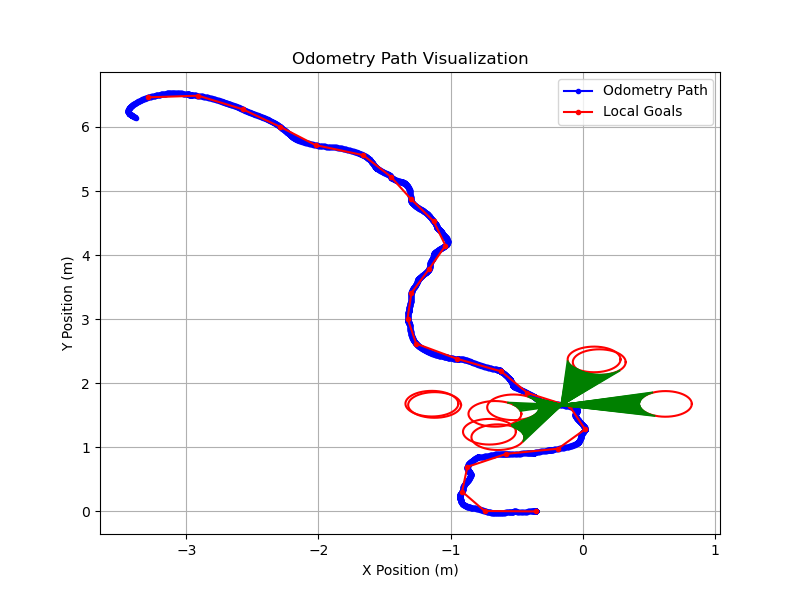 Odometry Path Visualization
Odometry Path
Local Goals
Y Position (m)
6
5
4
3
2
1
0
−3
−2
−1
0
1
X Position (m)